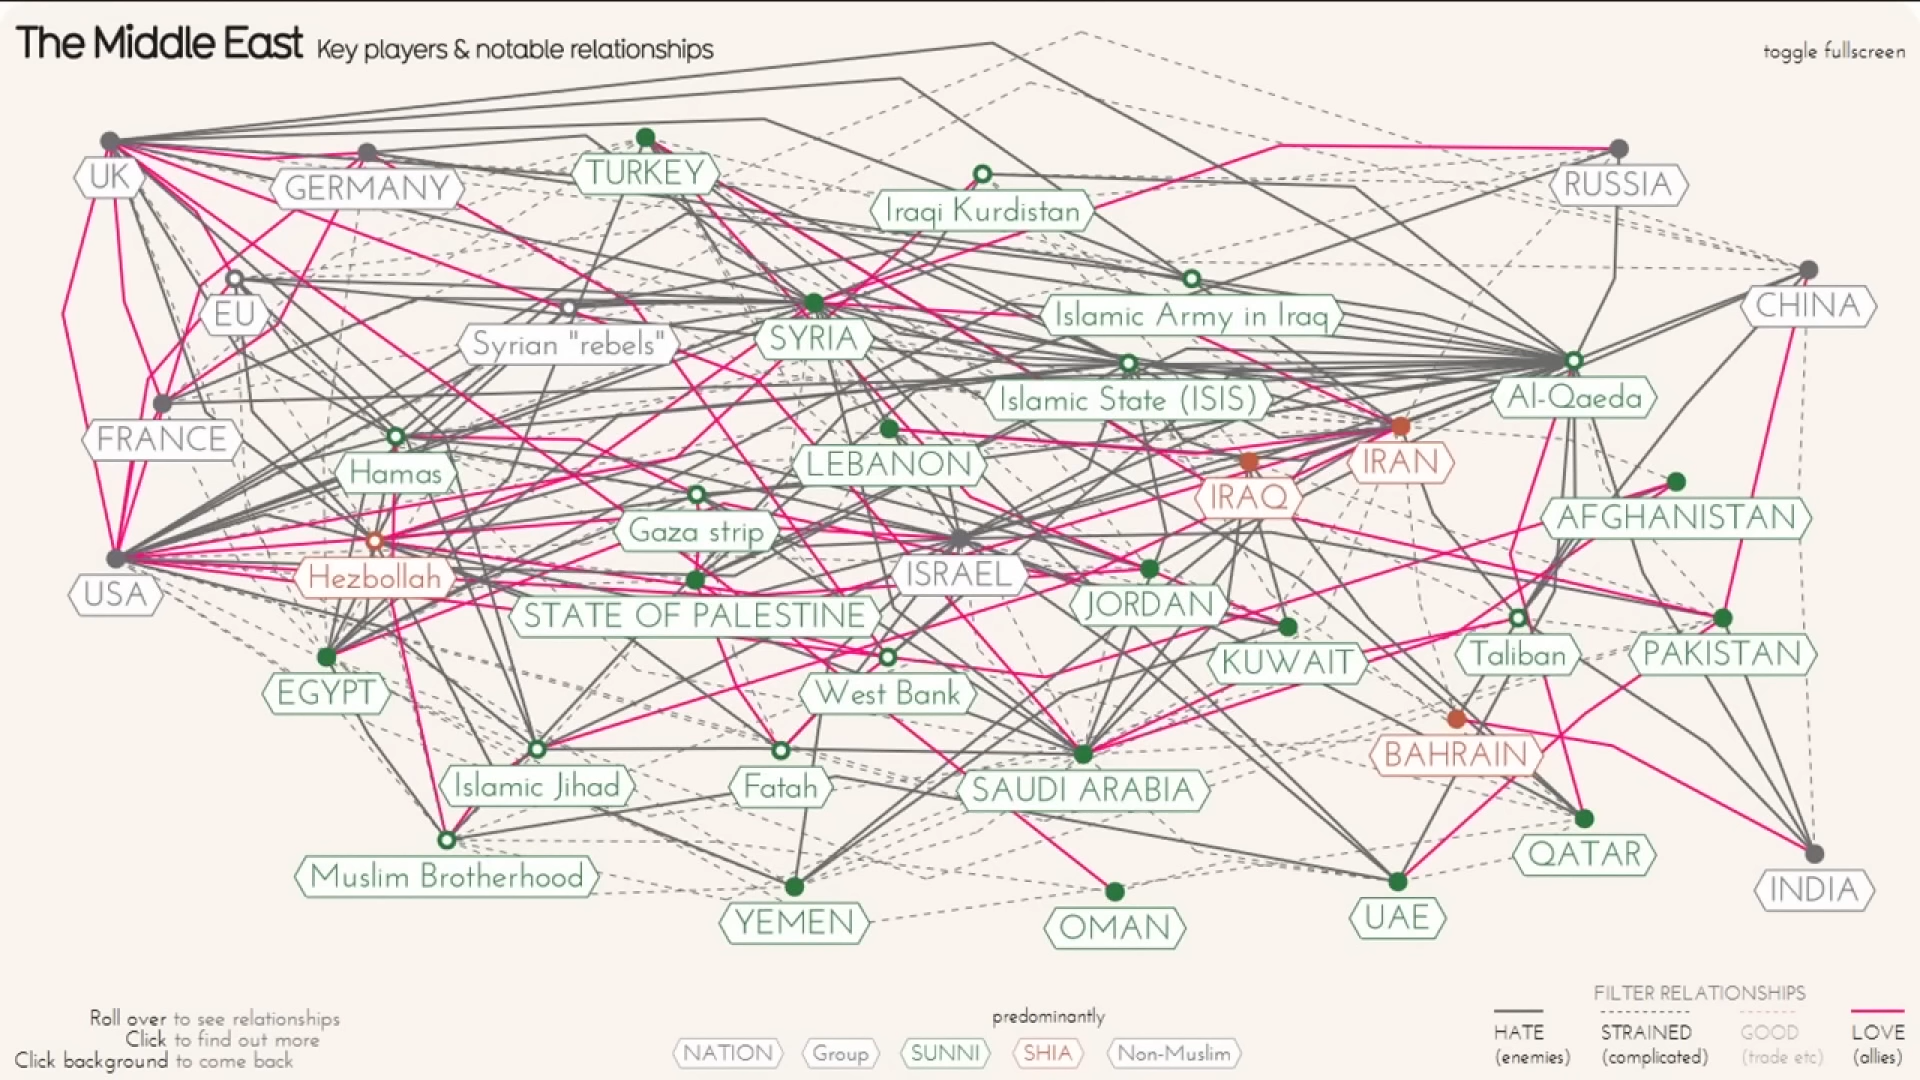 The Middle East Key players & notable relationships
toggle fullscreen
UK
GERMANY
TURKEY
Iraqi Kurdistan
RUSSIA
EU
Syrian "rebels"
SYRIA
Islamic Army in Iraq
CHINA
FRANCE
Hamas
LEBANON
Islamic State (ISIS)
IRAQ
IRAN
Al-Qaeda
AFGHANISTAN
USA
Hezbollah
Gaza strip
STATE OF PALESTINE
ISRAEL
JORDAN
KUWAIT
Taliban
PAKISTAN
EGYPT
West Bank
BAHRAIN
Islamic Jihad
Fatah
SAUDI ARABIA
QATAR
Muslim Brotherhood
YEMEN
OMAN
UAE
INDIA
Roll over to see relationships
Click to find out more
Click background to come back
predominantly
NATION
Group
SUNNI
SHIA
Non-Muslim
FILTER RELATIONSHIPS
HATE
(enemies)
STRAINED
(complicated)
GOOD
(trade etc)
LOVE
(allies)